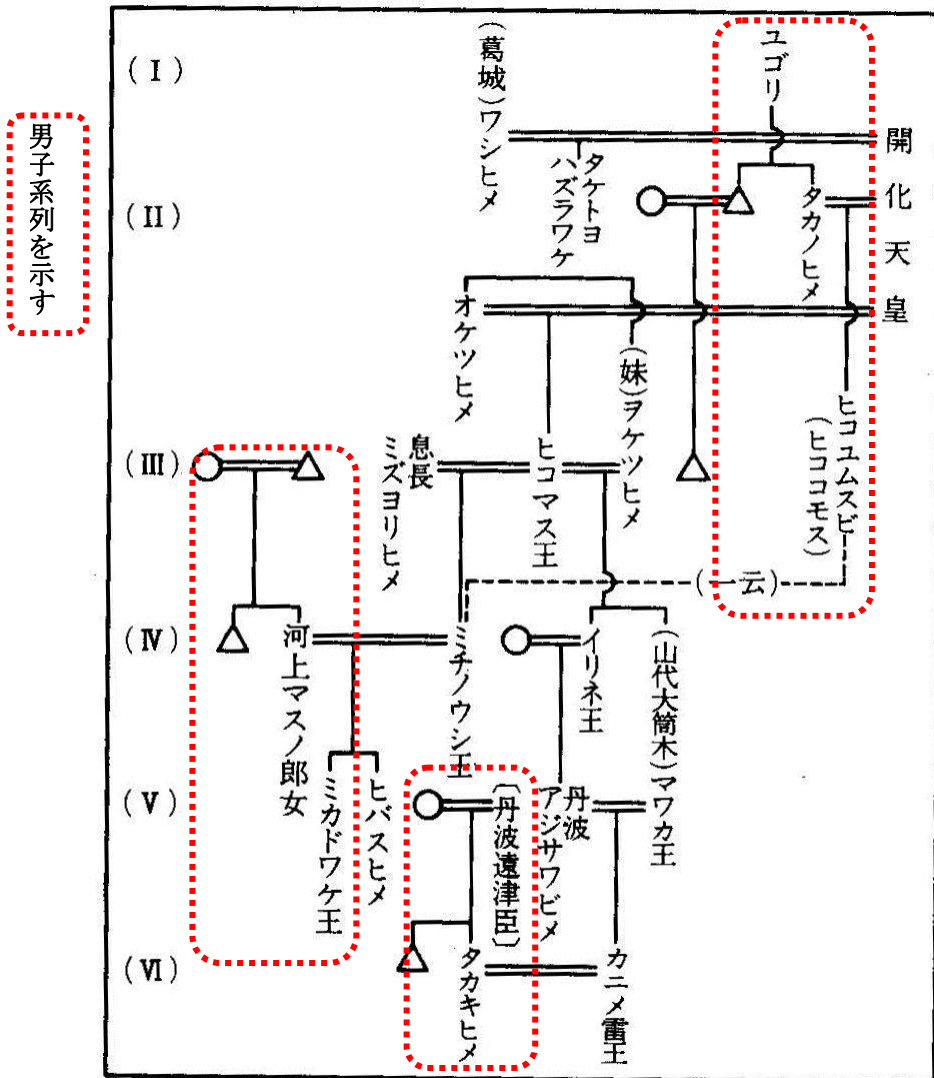 男子系列を示す
開化天皇
(Ⅰ)
ユゴリ
(葛城)ワシヒメ
(Ⅱ)
タカノヒメ
タケトヨ
ハズラワケ
(妹)ヲケツヒメ
オケツヒメ
(Ⅲ)
ヒコユムスビ
(ヒココモス)
ヒコマス王
息長
ミズヨリヒメ
(一云)
(Ⅳ)
(山代大筒木)マワカ王
イリネ王
ミチノウシ王
河上マスノ郎女
(Ⅴ)
丹波
アジサワビメ
〔丹波遠津臣〕
ヒバスヒメ
ミカドワケ王
(Ⅵ)
カニメ雷王
タカキヒメ